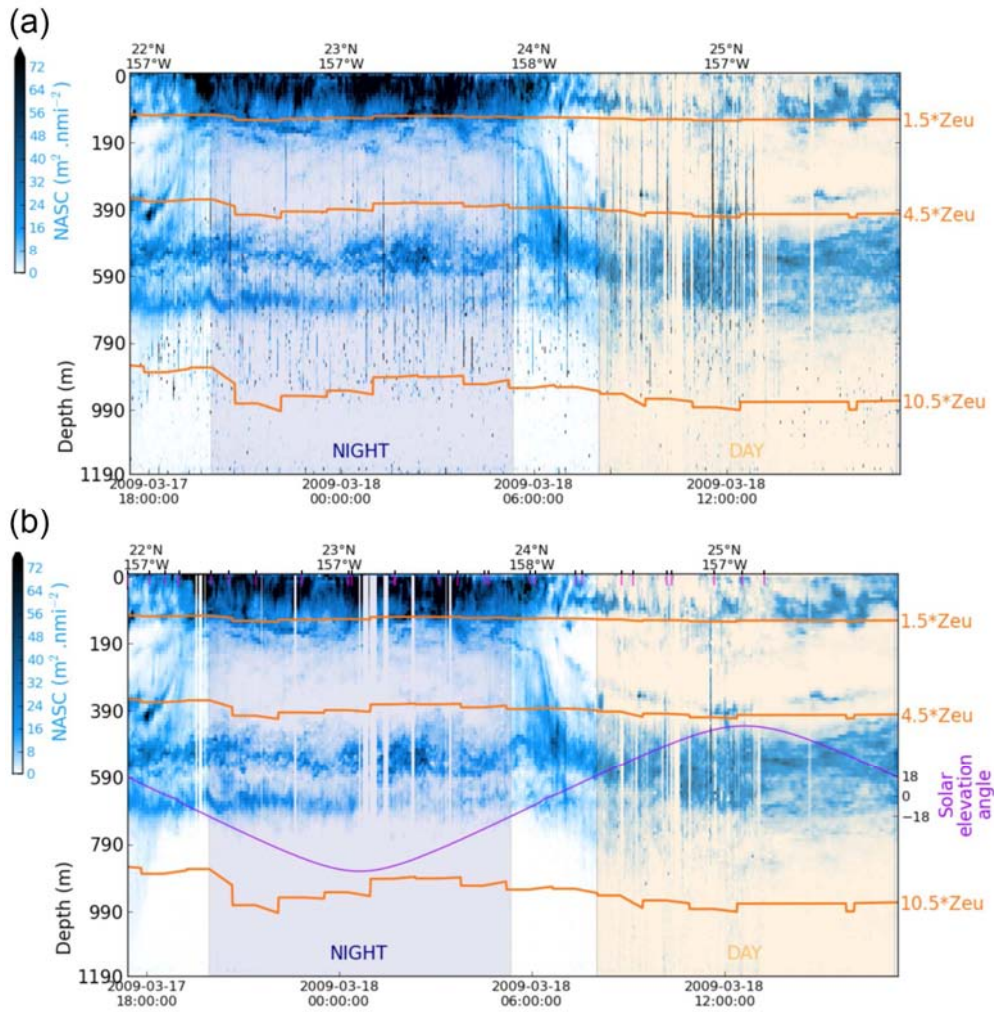 (a)
22°N 23°N 24°N 25°N
157°W 157°W 158°W 157°W
72
64
56
48
40
32
24
16
8
0
NASC (m² .nmi⁻²)
0
190
390
590
790
990
1190
Depth (m)
1.5*Zeu
4.5*Zeu
10.5*Zeu
NIGHT DAY
2009-03-17 2009-03-18 2009-03-18 2009-03-18
18:00:00 00:00:00 06:00:00 12:00:00
(b)
22°N 23°N 24°N 25°N
157°W 157°W 158°W 157°W
72
64
56
48
40
32
24
16
8
0
NASC (m² .nmi⁻²)
0
190
390
590
790
990
1190
Depth (m)
1.5*Zeu
4.5*Zeu
18
0
−18
Solar
elevation
angle
10.5*Zeu
NIGHT DAY
2009-03-17 2009-03-18 2009-03-18 2009-03-18
18:00:00 00:00:00 06:00:00 12:00:00